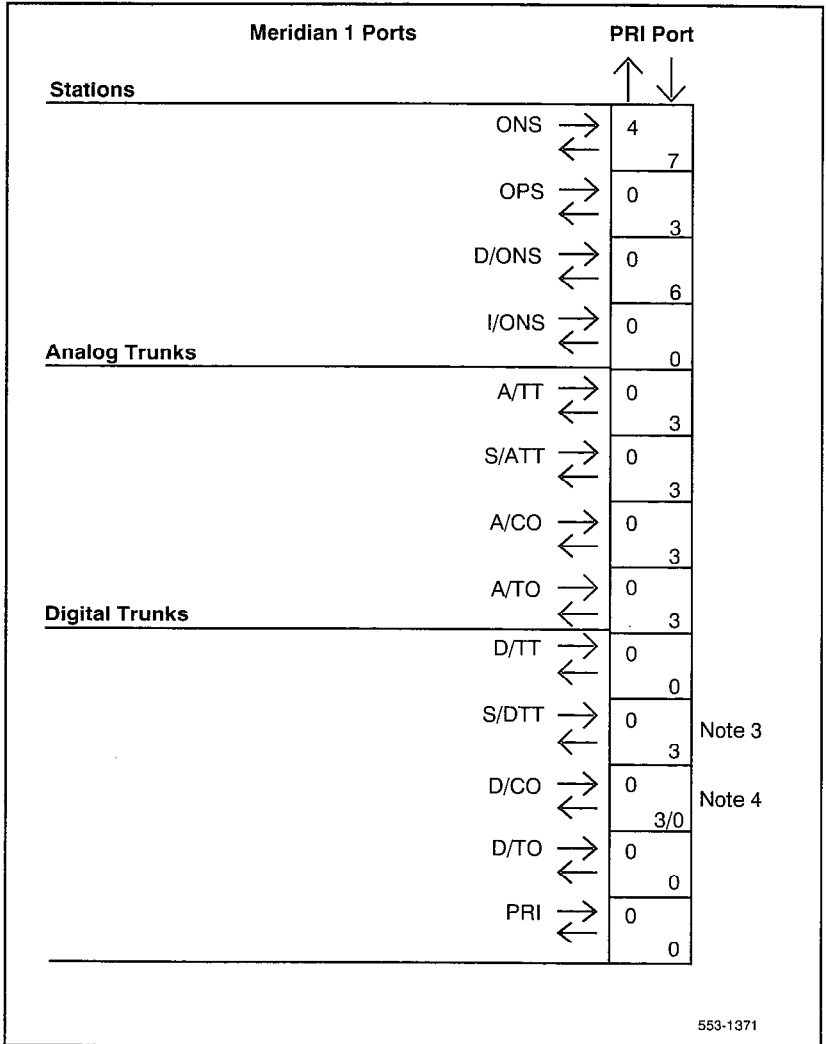 Meridian 1 Ports PRI Port
Stations
ONS 4
7
OPS 0
3
D/ONS 0
6
I/ONS 0
0
Analog Trunks
A/TT 0
3
S/ATT 0
3
A/CO 0
3
A/TO 0
3
Digital Trunks
D/TT 0
0
S/DTT 0
3 Note 3
D/CO 0
3/0 Note 4
D/TO 0
0
PRI 0
0
553-1371